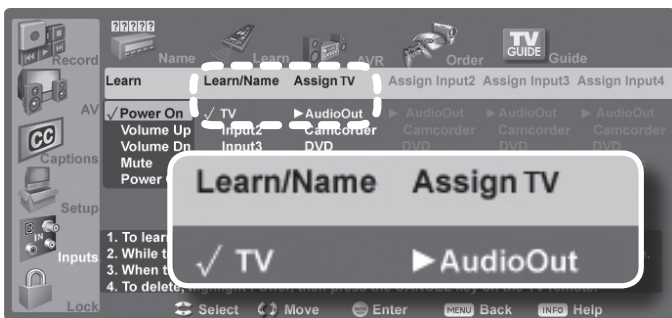 ?????
TV GUIDE
Record Name Learn AVR Order Guide
Learn Learn/Name Assign TV Assign Input2 Assign Input3 Assign Input4
AV
√ Power On √ TV ►AudioOut ► AudioOut ► AudioOut ► AudioOut
Volume Up Input2 Camcorder Camcorder Camcorder Camcorder
Volume Dn Input3 DVD DVD DVD DVD
CC
Captions
Mute
Power
Learn/Name Assign TV
√ TV ►AudioOut
Setup
IN
Inputs
1. To lear
2. While t
3. When t
4. To delete, highlight Power, then press the CANCEL key on the TV remote.
Lock
Select Move Enter MENU Back INFO Help